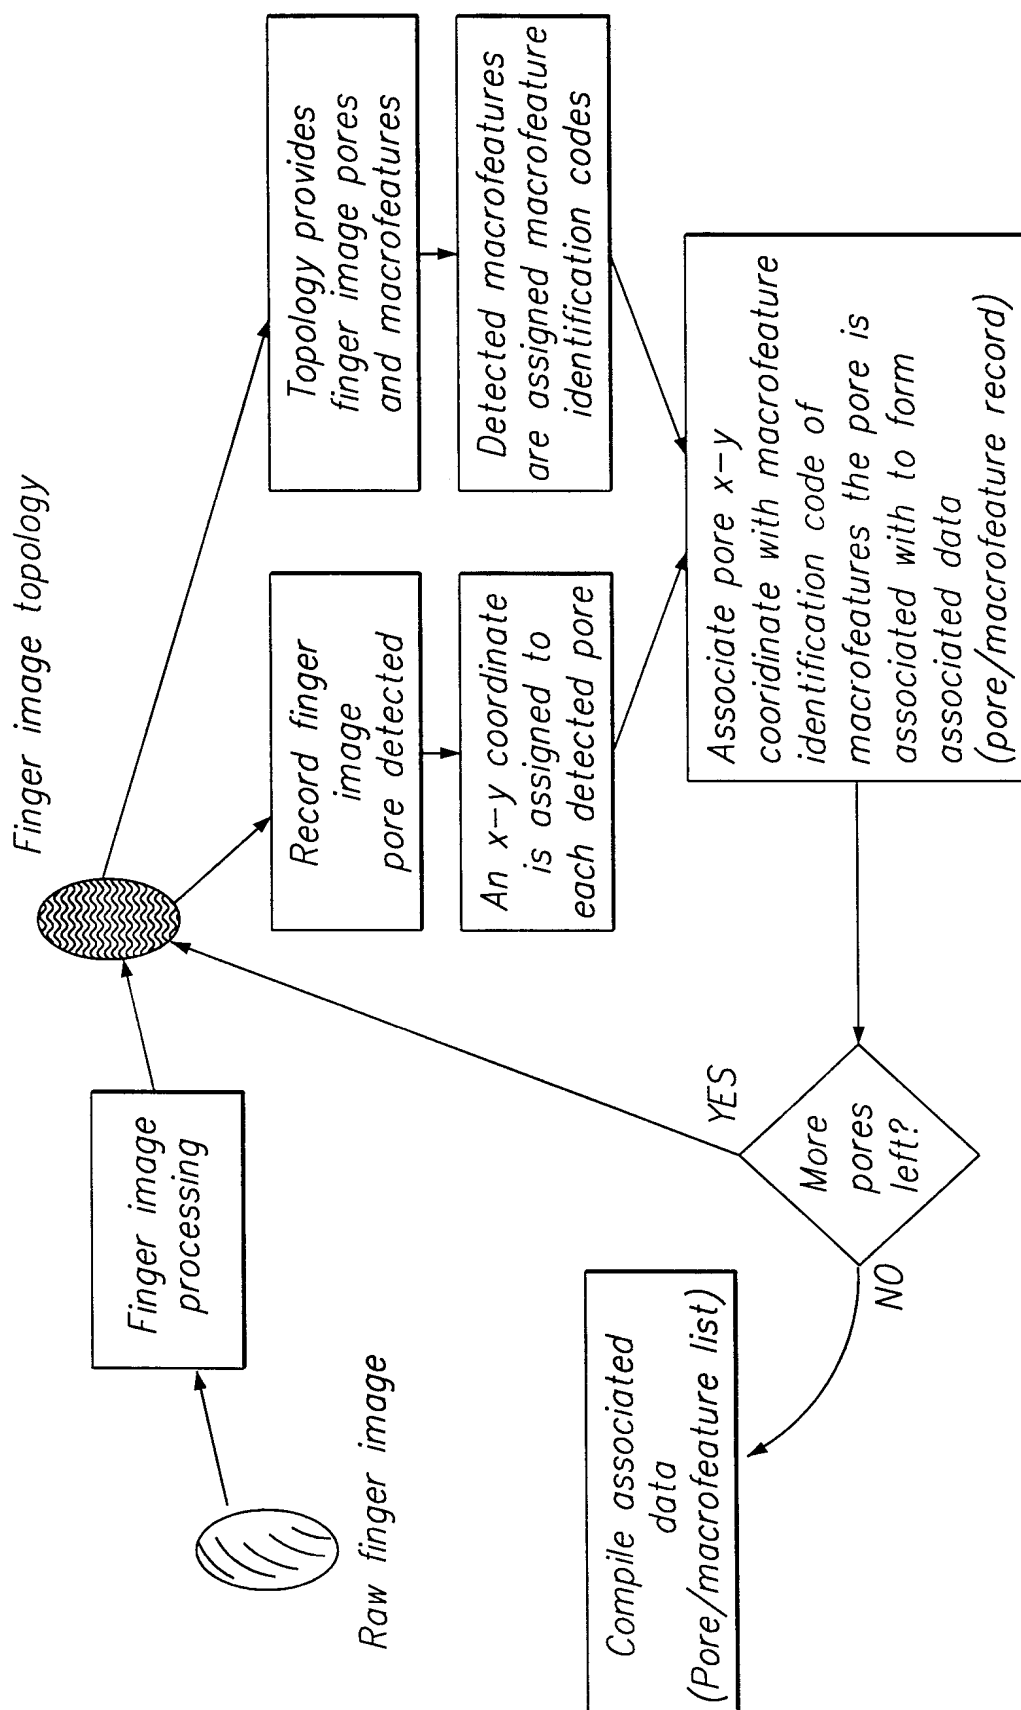 Raw finger image
Finger image
processing
Finger image topology
Record finger
image
pore detected
An x-y coordinate
is assigned to
each detected pore
Topology provides
finger image pores
and macrofeatures
Detected macrofeatures
are assigned macrofeature
identification codes
Associate pore x-y
cooridinate with macrofeature
identification code of
macrofeatures the pore is
associated with to form
associated data
(pore/macrofeature record)
More
pores
left?
YES
NO
Compile associated
data
(Pore/macrofeature list)